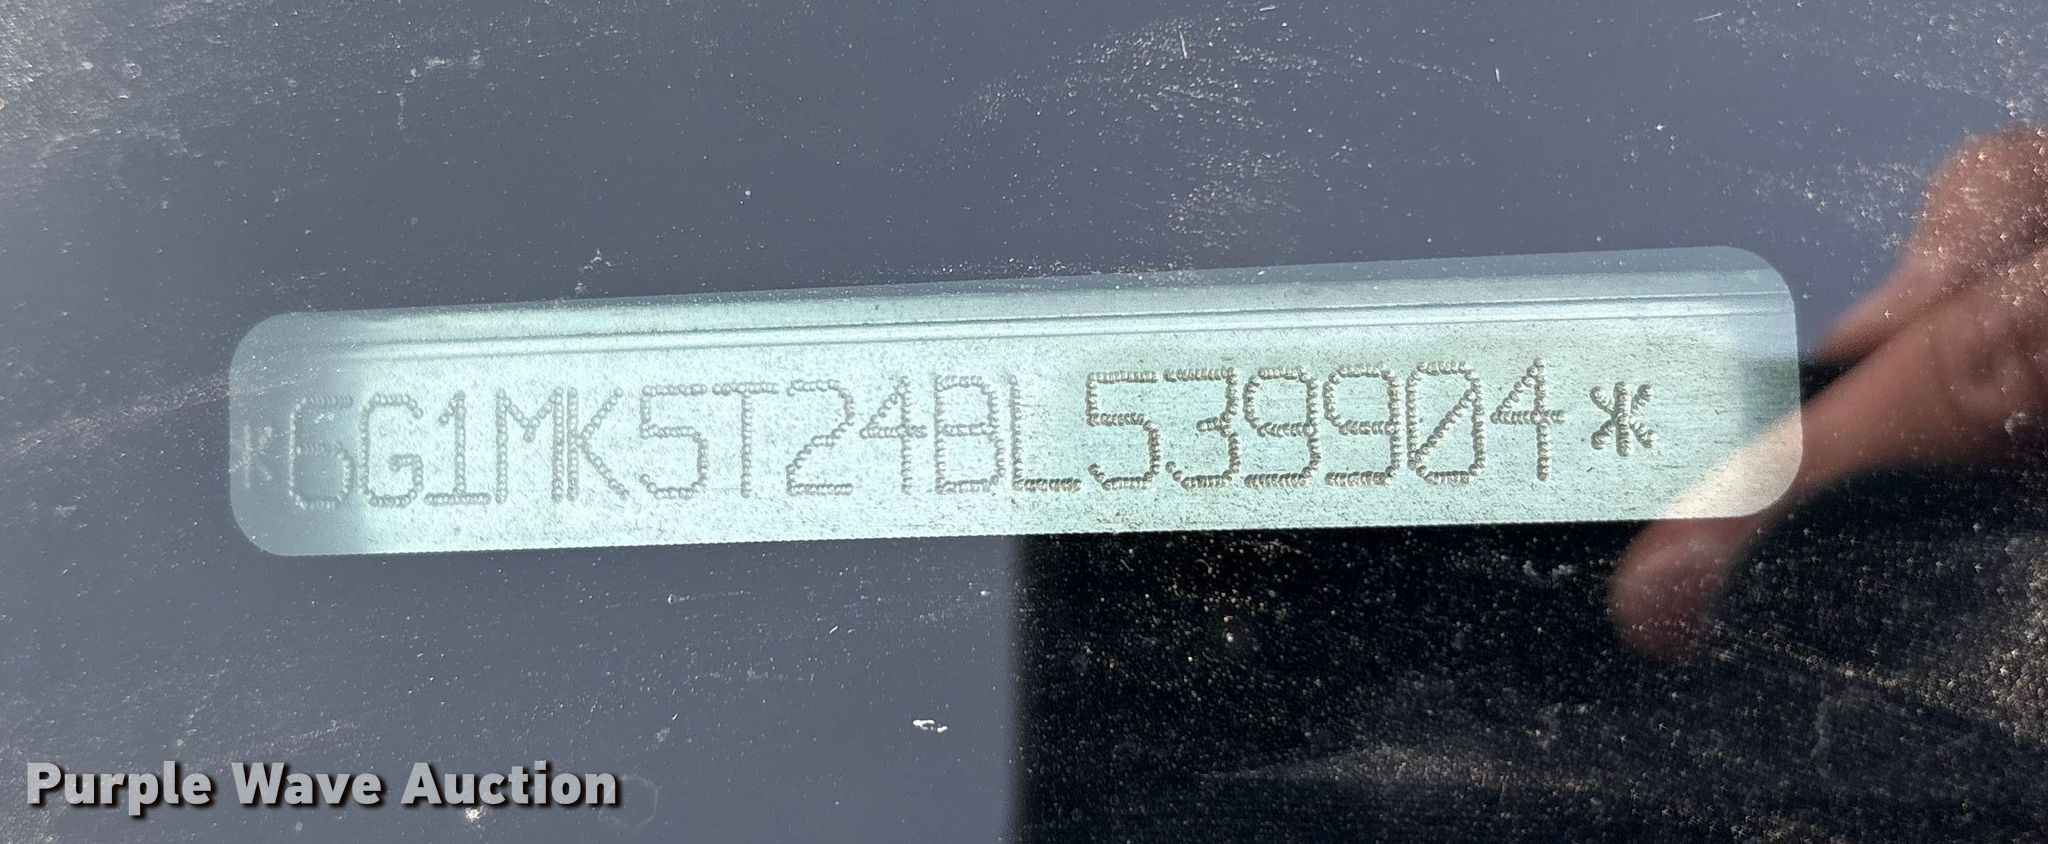 *6G1MK5T24BL539904*
Purple Wave Auction